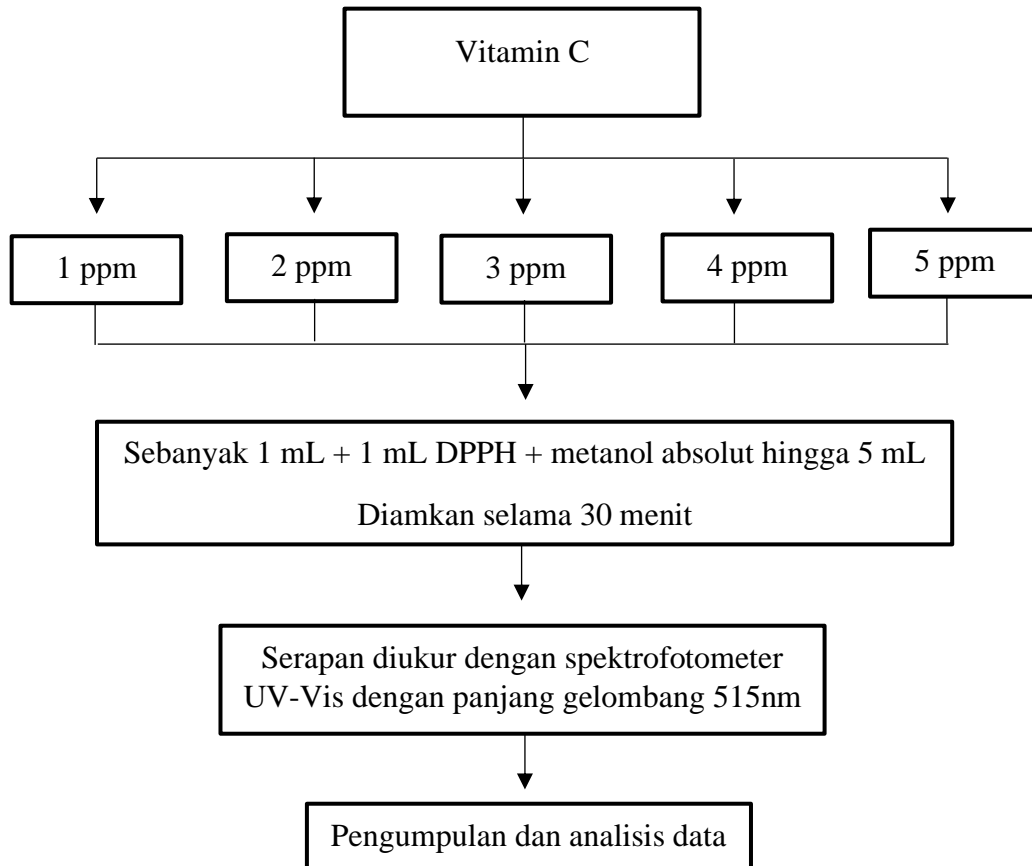 Vitamin C
1 ppm
2 ppm
3 ppm
4 ppm
5 ppm
Sebanyak 1 mL + 1 mL DPPH + metanol absolut hingga 5 mL
Diamkan selama 30 menit
Serapan diukur dengan spektrofotometer
UV-Vis dengan panjang gelombang 515nm
Pengumpulan dan analisis data